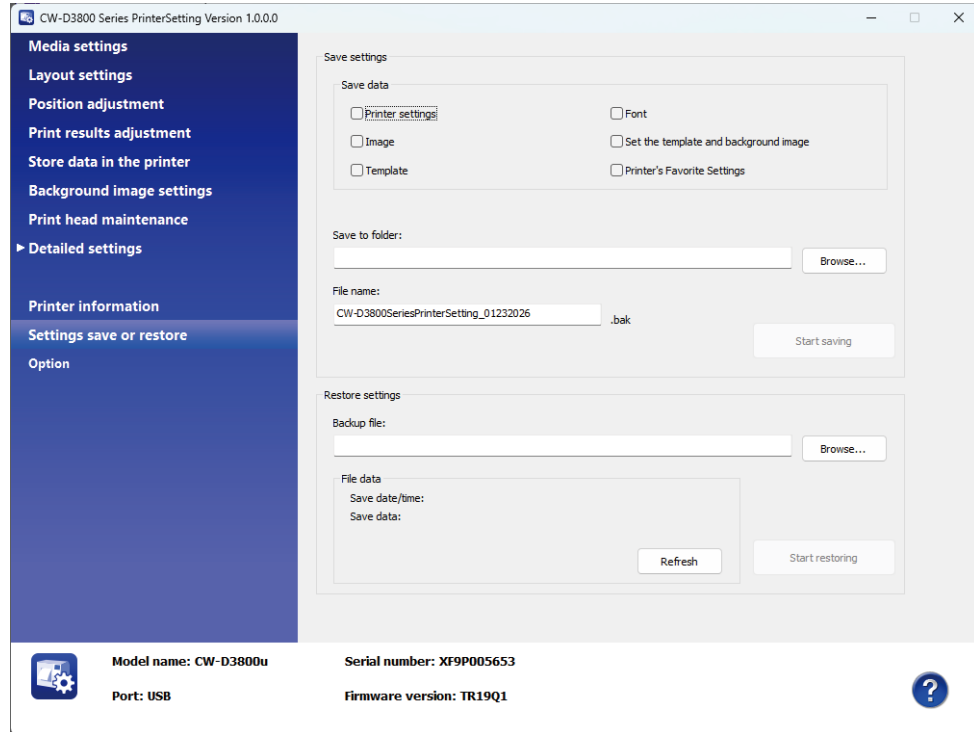 CW-D3800 Series PrinterSetting Version 1.0.0.0
Media settings
Layout settings
Position adjustment
Print results adjustment
Store data in the printer
Background image settings
Print head maintenance
Detailed settings
Printer information
Settings save or restore
Option
Save settings
Save data
Printer settings
Font
Image
Set the template and background image
Template
Printer's Favorite Settings
Save to folder:
Browse...
File name:
CW-D3800SeriesPrinterSetting_01232026
.bak
Start saving
Restore settings
Backup file:
Browse...
File data
Save date/time:
Save data:
Refresh
Start restoring
Model name: CW-D3800u
Serial number: XF9P005653
Port: USB
Firmware version: TR19Q1
?